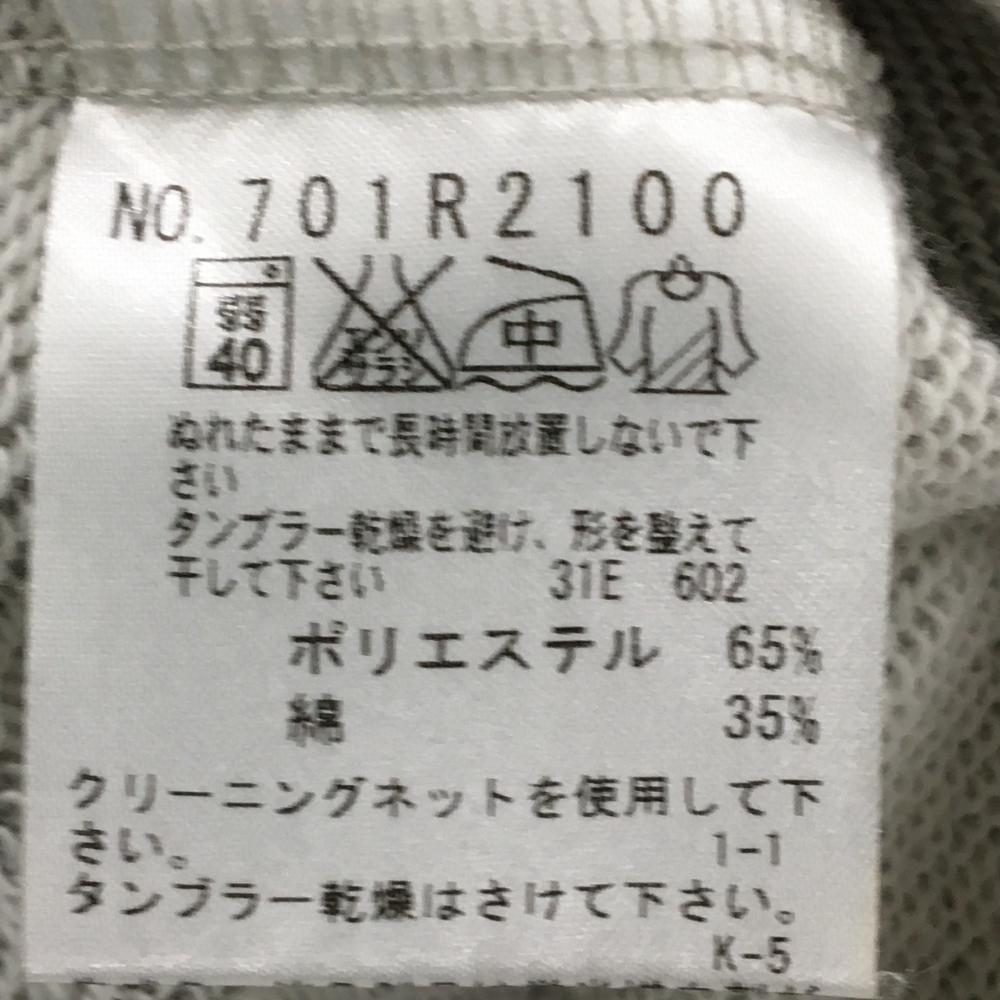 NO. 701R2100
40
中
ぬれたままで長時間放置しないで下
さい
タンブラー乾燥を避け、形を整えて
干して下さい 31E 602
ポリエステル 65%
綿 35%
クリーニングネットを使用して下
さい。 1-1
タンブラー乾燥はさけて下さい。
K-5